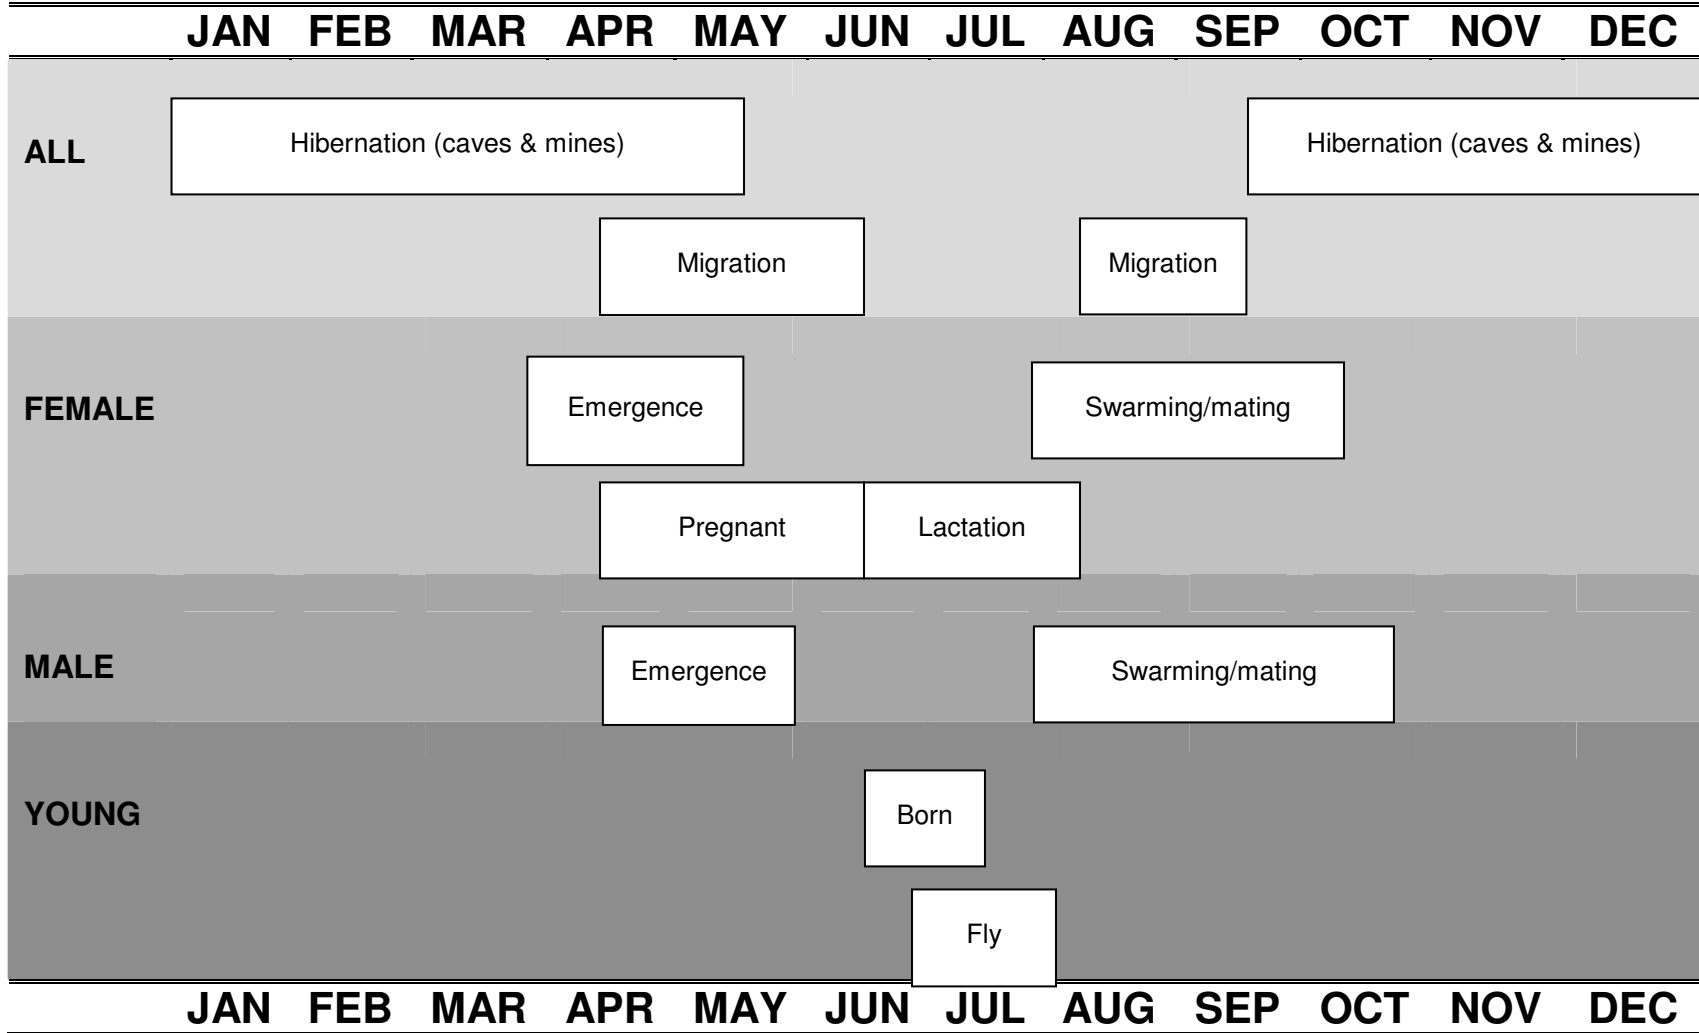 JAN FEB MAR APR MAY JUN JUL AUG SEP OCT NOV DEC
ALL
Hibernation (caves & mines)
Hibernation (caves & mines)
Migration
Migration
FEMALE
Emergence
Swarming/mating
Pregnant
Lactation
MALE
Emergence
Swarming/mating
YOUNG
Born
Fly
JAN FEB MAR APR MAY JUN JUL AUG SEP OCT NOV DEC